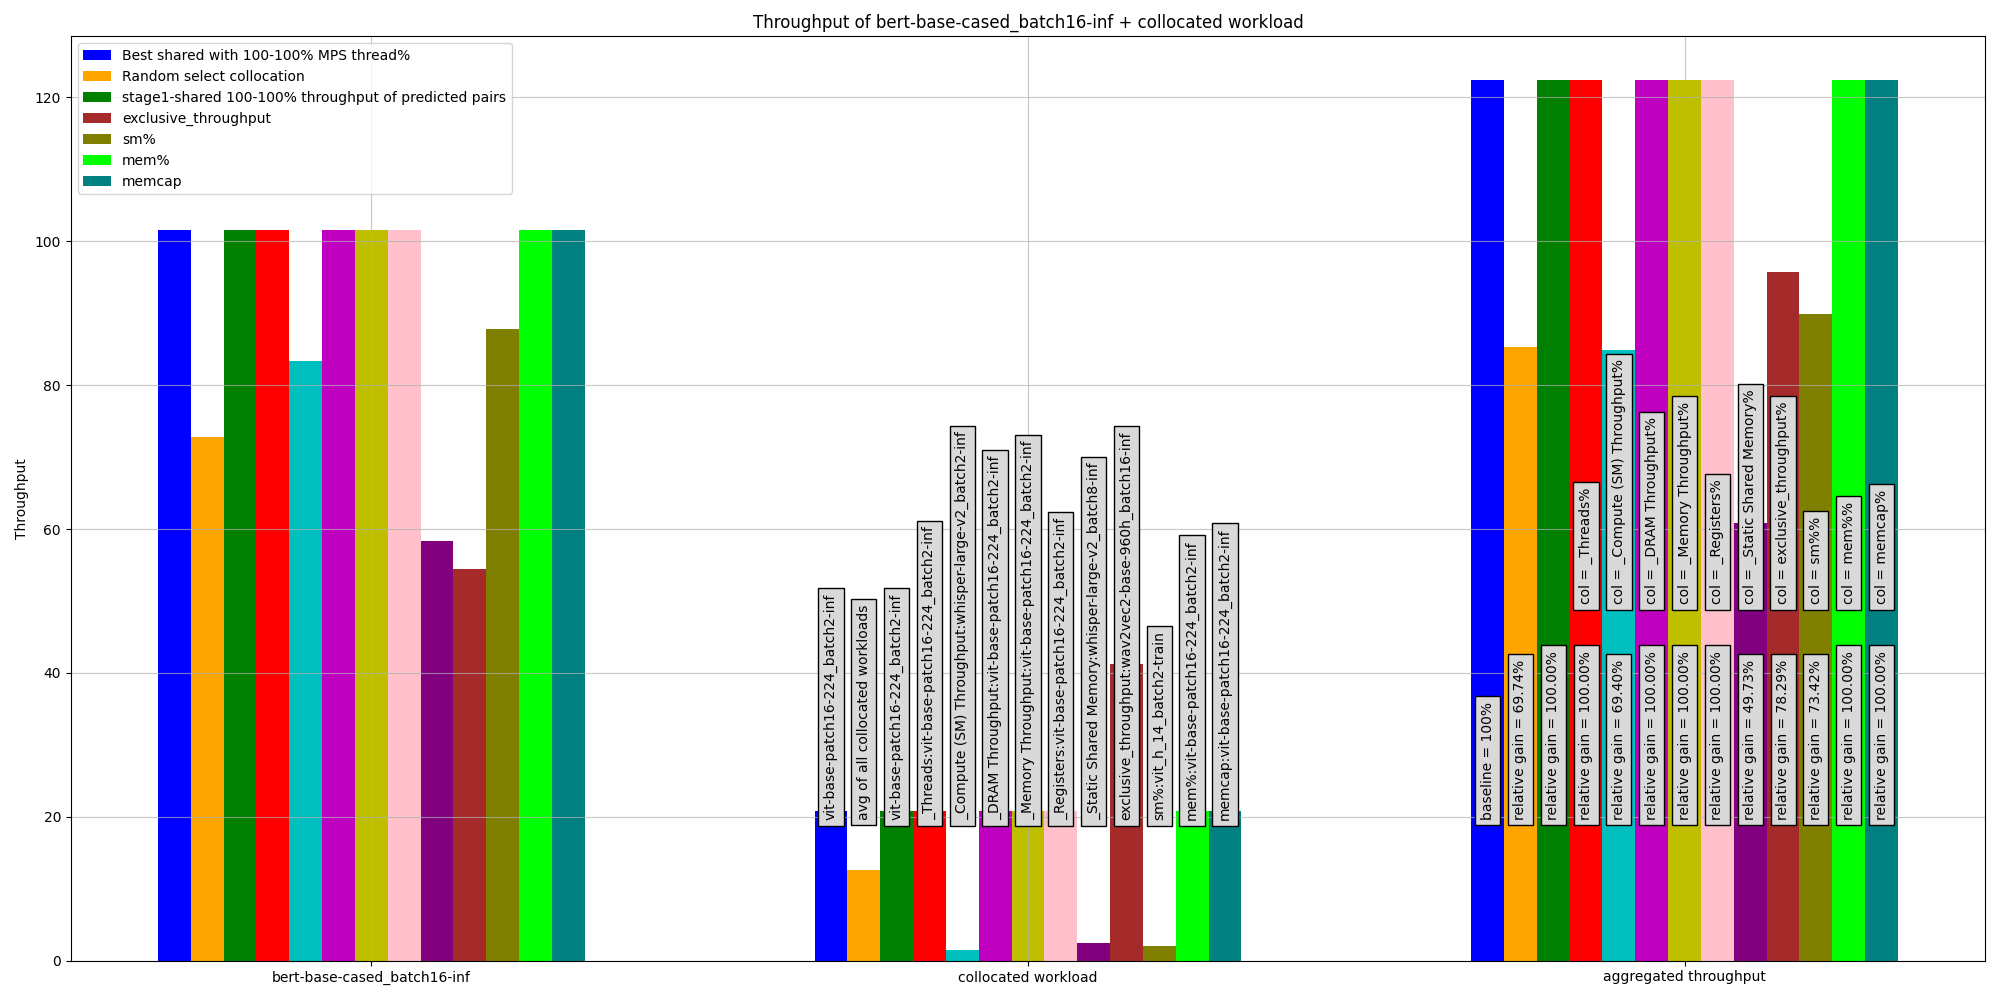 Throughput of bert-base-cased_batch16-inf + collocated workload
Best shared with 100-100% MPS thread%
Random select collocation
stage1-shared 100-100% throughput of predicted pairs
exclusive_throughput
sm%
mem%
memcap
Throughput
120
100
80
60
40
20
0
vit-base-patch16-224_batch2-inf
avg of all collocated workloads
vit-base-patch16-224_batch2-inf
_Threads:vit-base-patch16-224_batch2-inf
_Compute (SM) Throughput:whisper-large-v2_batch2-inf
_DRAM Throughput:vit-base-patch16-224_batch2-inf
_Memory Throughput:vit-base-patch16-224_batch2-inf
_Registers:vit-base-patch16-224_batch2-inf
_Static Shared Memory:whisper-large-v2_batch8-inf
exclusive_throughput:wav2vec2-base-960h_batch16-inf
sm%:vit_h_14_batch2-train
mem%:vit-base-patch16-224_batch2-inf
memcap:vit-base-patch16-224_batch2-inf
col = _Threads%
col = _Compute (SM) Throughput%
col = _DRAM Throughput%
col = _Memory Throughput%
col = _Registers%
col = _Static Shared Memory%
col = exclusive_throughput%
col = sm%%
col = mem%%
col = memcap%
baseline = 100%
relative gain = 69.74%
relative gain = 100.00%
relative gain = 100.00%
relative gain = 69.40%
relative gain = 100.00%
relative gain = 100.00%
relative gain = 100.00%
relative gain = 49.73%
relative gain = 78.29%
relative gain = 73.42%
relative gain = 100.00%
relative gain = 100.00%
bert-base-cased_batch16-inf
collocated workload
aggregated throughput